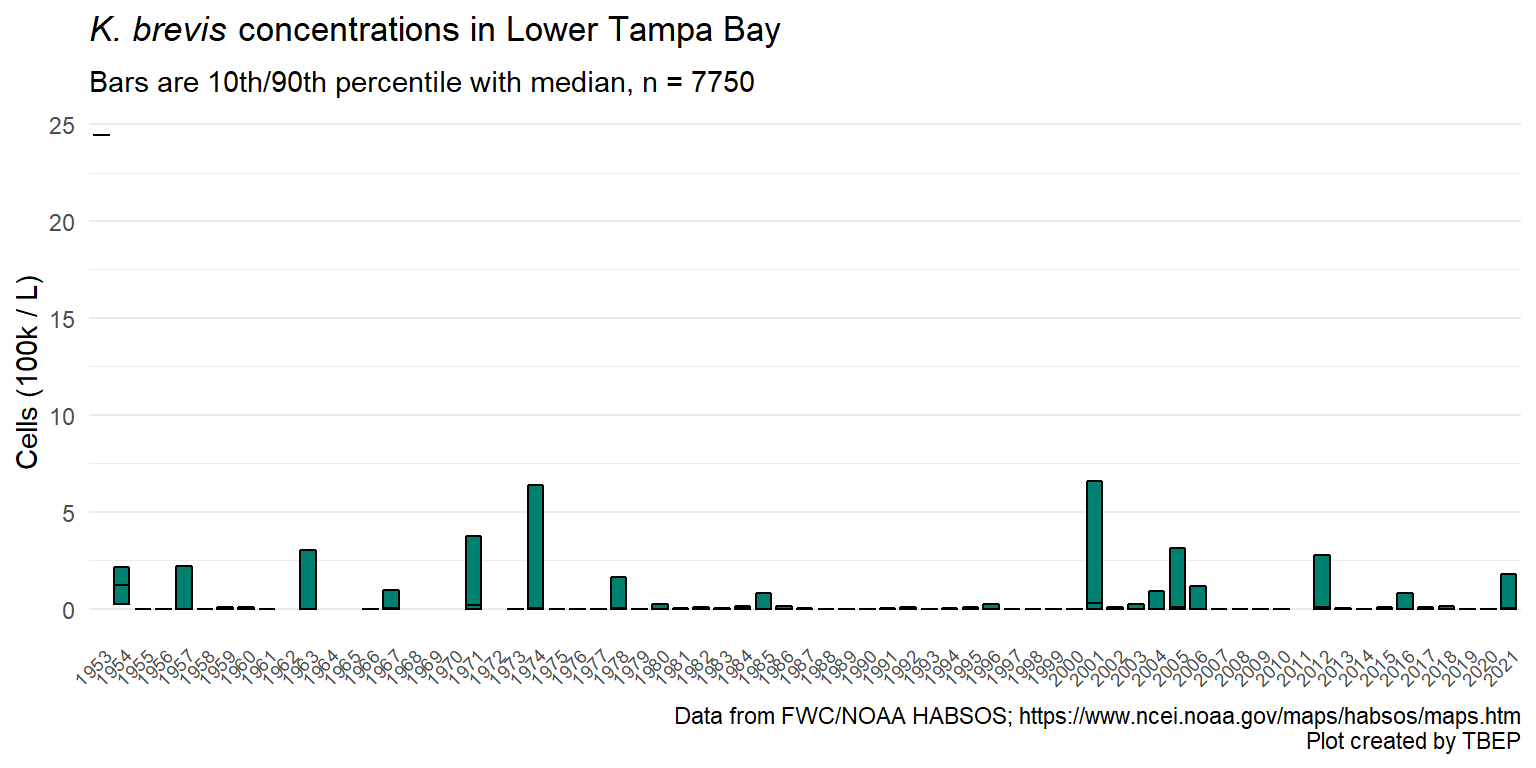 K. brevis concentrations in Lower Tampa Bay
Bars are 10th/90th percentile with median, n = 7750
Cells (100k / L)
25
20
15
10
5
0
1953 1954 1955 1956 1957 1958 1959 1960 1961 1962 1963 1964 1965 1966 1967 1968 1969 1970 1971 1972 1973 1974 1975 1976 1977 1978 1979 1980 1981 1982 1983 1984 1985 1986 1987 1988 1989 1990 1991 1992 1993 1994 1995 1996 1997 1998 1999 2000 2001 2002 2003 2004 2005 2006 2007 2008 2009 2010 2011 2012 2013 2014 2015 2016 2017 2018 2019 2020 2021
Data from FWC/NOAA HABSOS; https://www.ncei.noaa.gov/maps/habsos/maps.htm
Plot created by TBEP